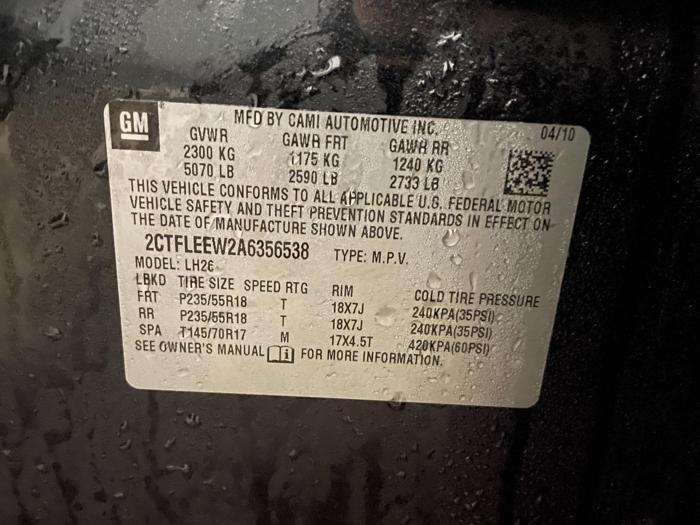 GM
MFD BY CAMI AUTOMOTIVE INC. 04/10
GVWR GAWR FRT GAWR RR
2300 KG 1175 KG 1240 KG
5070 LB 2590 LB 2733 LB
THIS VEHICLE CONFORMS TO ALL APPLICABLE U.S. FEDERAL MOTOR
VEHICLE SAFETY AND THEFT PREVENTION STANDARDS IN EFFECT ON
THE DATE OF MANUFACTURE SHOWN ABOVE.
2CTFLEEW2A6356538 TYPE: M.P.V.
MODEL: LH26
LBKD TIRE SIZE SPEED RTG RIM COLD TIRE PRESSURE
FRT P235/55R18 T 18X7J 240KPA(35PSI)
RR P235/55R18 T 18X7J 240KPA(35PSI)
SPA T145/70R17 M 17X4.5T 420KPA(60PSI)
SEE OWNER'S MANUAL FOR MORE INFORMATION.